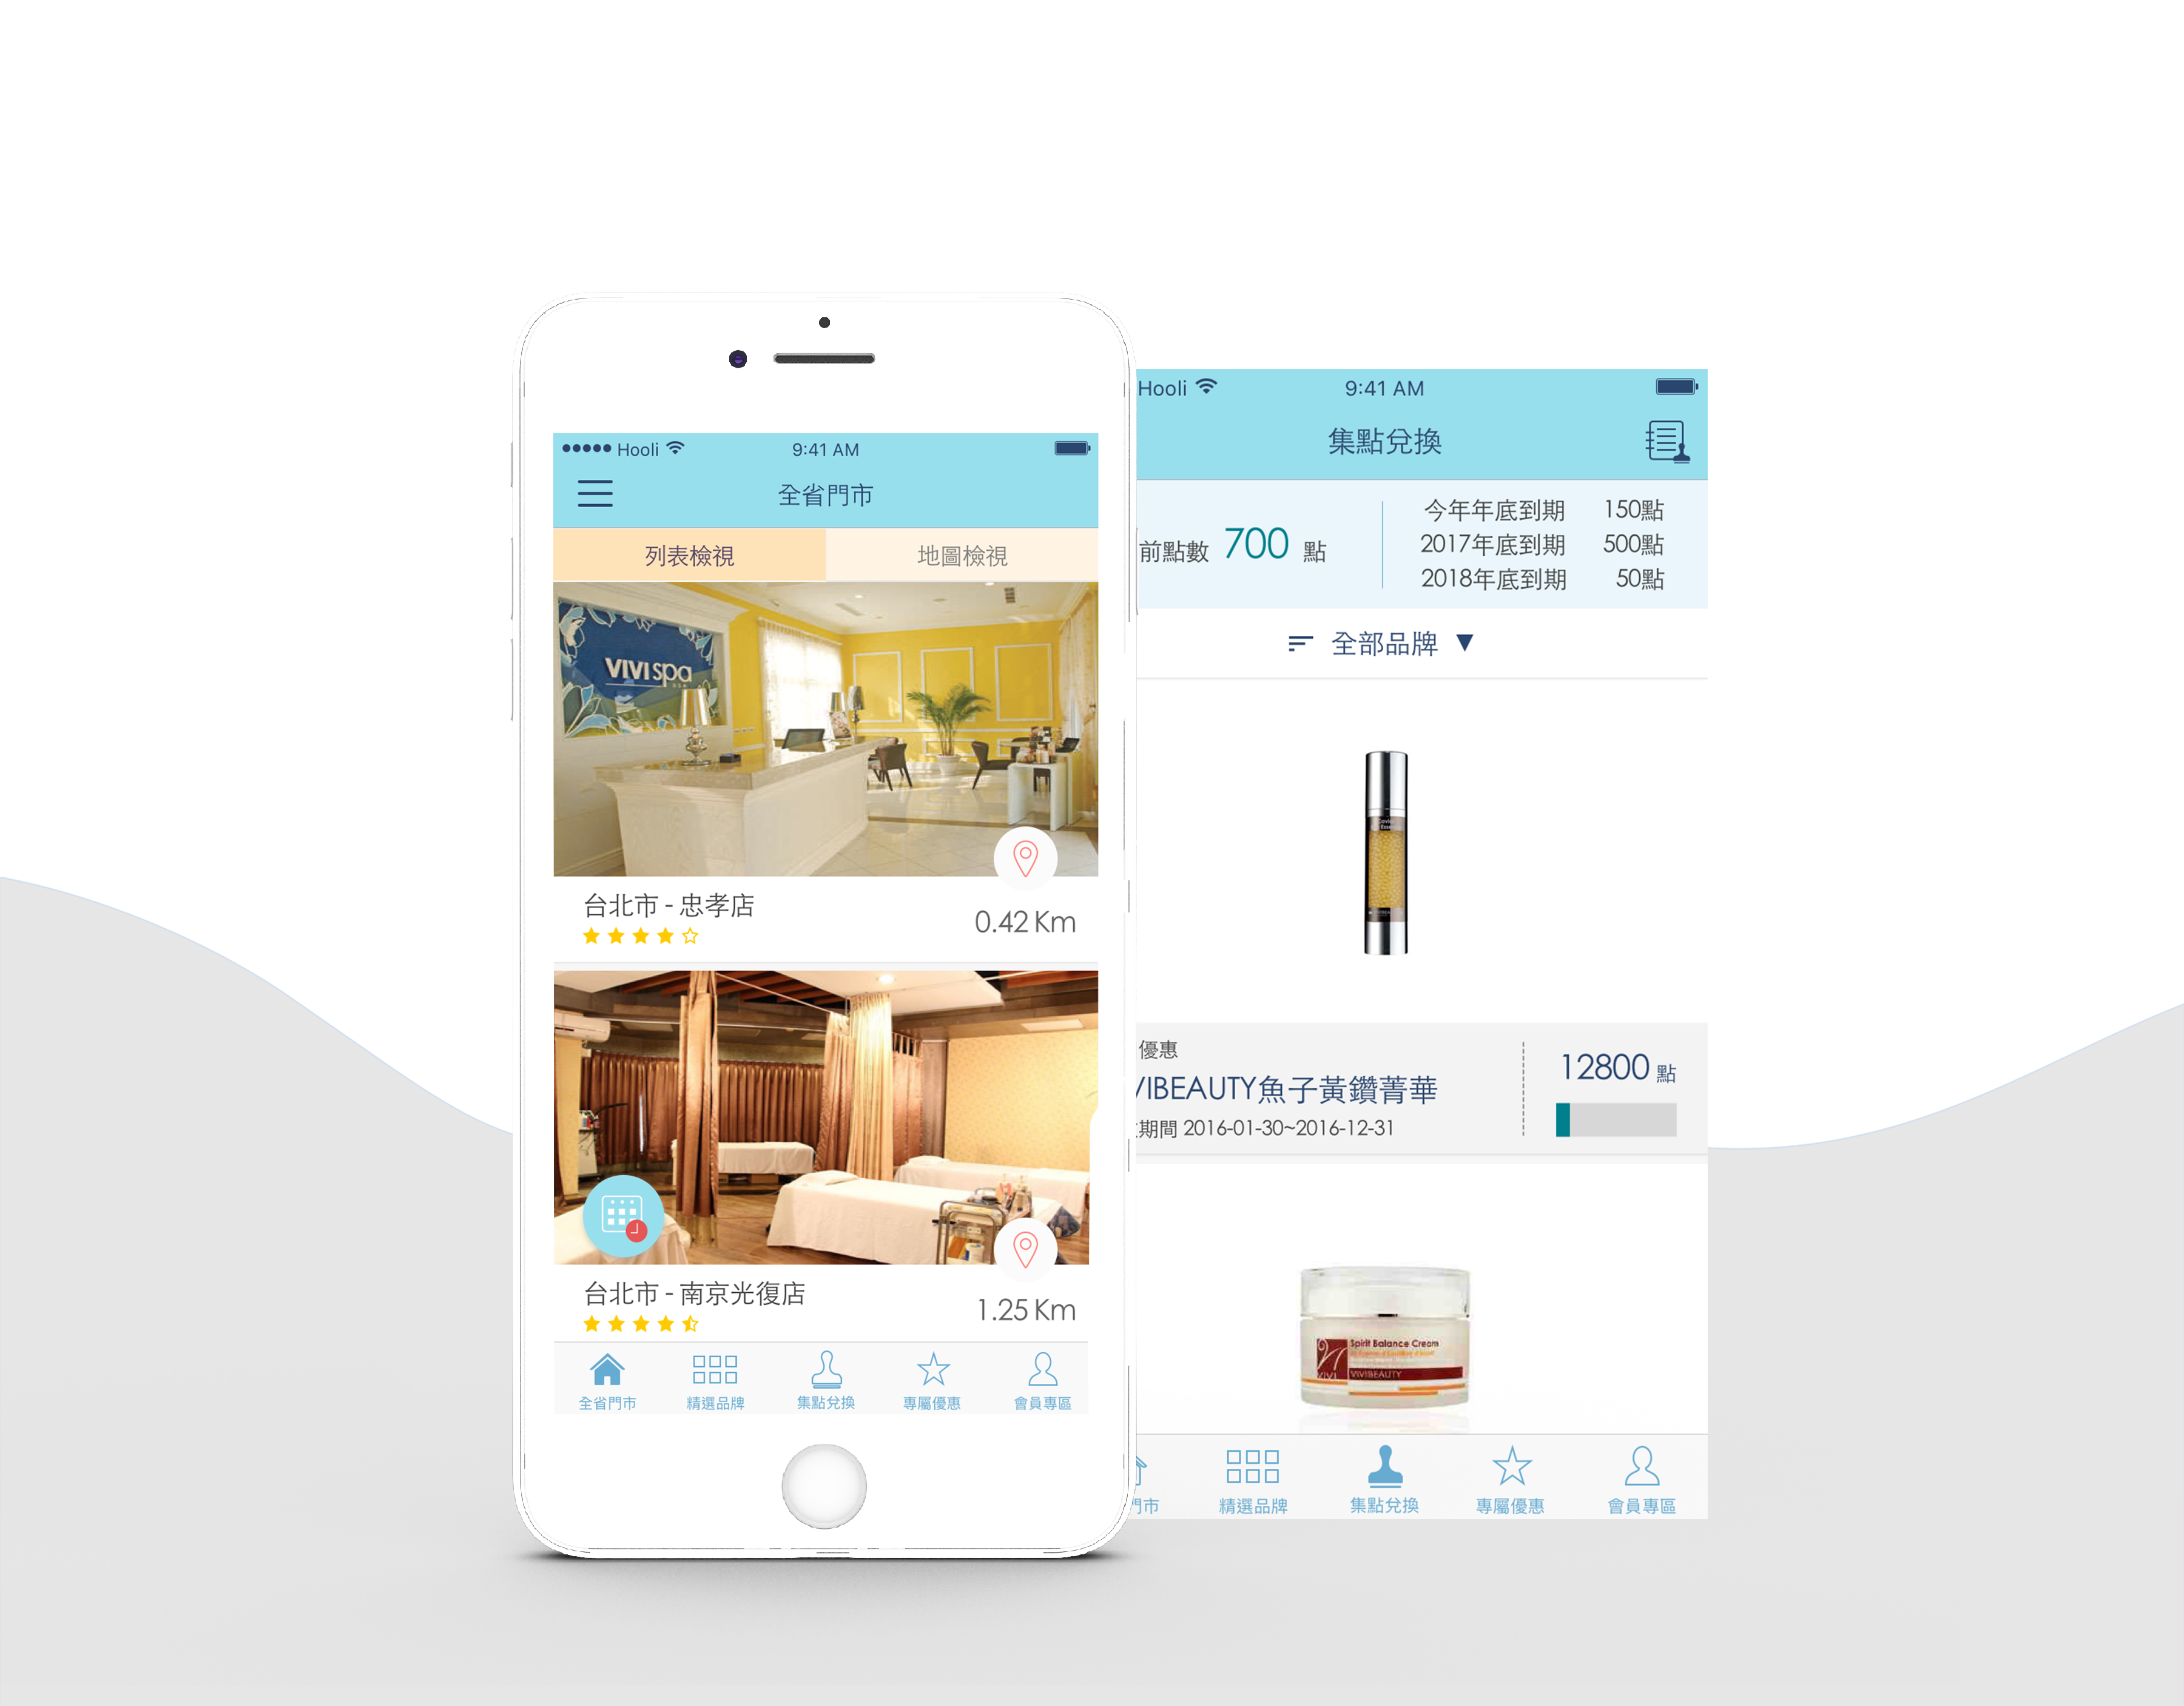 Hooli
9:41 AM
全省門市
列表檢視
地圖檢視
VIVI spa
台北市 - 忠孝店
0.42 Km
台北市 - 南京光復店
1.25 Km
全省門市
精選品牌
集點兌換
專屬優惠
會員專區
Hooli
9:41 AM
集點兌換
前點數 700 點
今年年底到期 150點
2017年底到期 500點
2018年底到期 50點
全部品牌
優惠
VIBEAUTY魚子黃鑽菁華
期間 2016-01-30~2016-12-31
12800 點
Spirit Balance Cream
VIVI
VIVIBEAUTY
門市
精選品牌
集點兌換
專屬優惠
會員專區